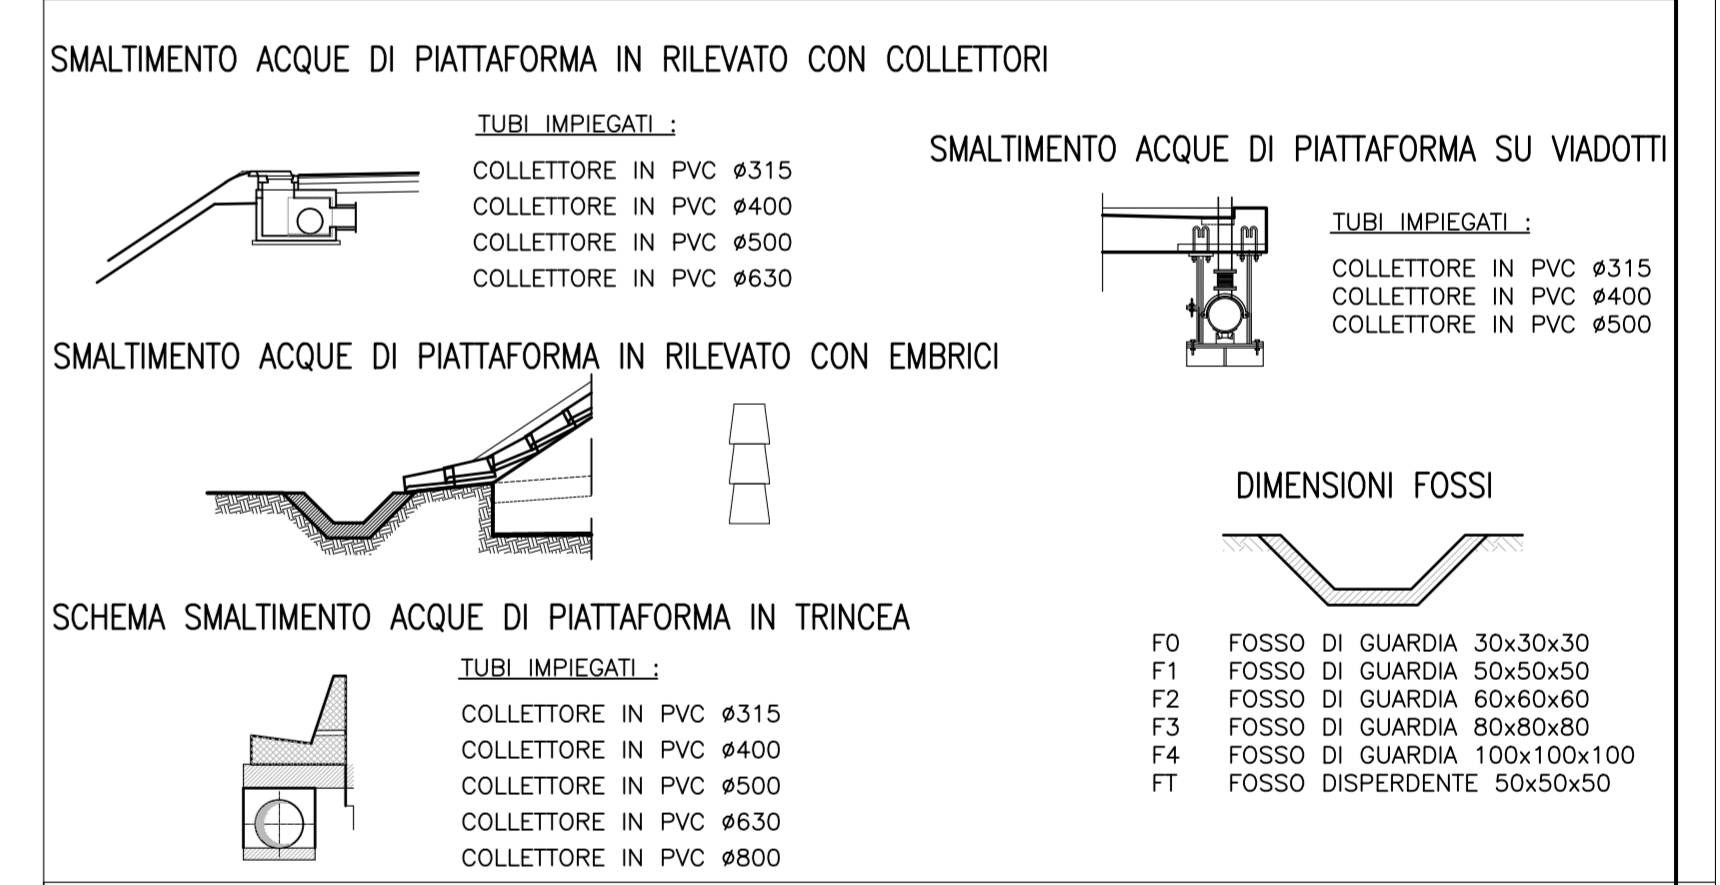 SMALTIMENTO ACQUE DI PIATTAFORMA IN RILEVATO CON COLLETTORI
TUBI IMPIEGATI :
COLLETTORE IN PVC ø315
COLLETTORE IN PVC ø400
COLLETTORE IN PVC ø500
COLLETTORE IN PVC ø630
SMALTIMENTO ACQUE DI PIATTAFORMA SU VIADOTTI
TUBI IMPIEGATI :
COLLETTORE IN PVC ø315
COLLETTORE IN PVC ø400
COLLETTORE IN PVC ø500
SMALTIMENTO ACQUE DI PIATTAFORMA IN RILEVATO CON EMBRICI
DIMENSIONI FOSSI
F0 FOSSO DI GUARDIA 30x30x30
F1 FOSSO DI GUARDIA 50x50x50
F2 FOSSO DI GUARDIA 60x60x60
F3 FOSSO DI GUARDIA 80x80x80
F4 FOSSO DI GUARDIA 100x100x100
FT FOSSO DISPERDENTE 50x50x50
SCHEMA SMALTIMENTO ACQUE DI PIATTAFORMA IN TRINCEA
TUBI IMPIEGATI :
COLLETTORE IN PVC ø315
COLLETTORE IN PVC ø400
COLLETTORE IN PVC ø500
COLLETTORE IN PVC ø630
COLLETTORE IN PVC ø800